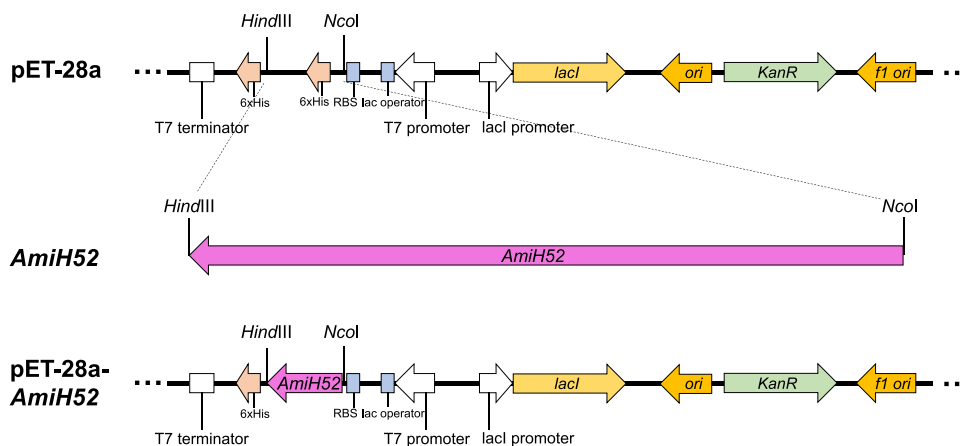 HindIII NcoI
pET-28a ... lacI ori KanR f1 ori ...
6xHis 6xHis RBS lac operator
T7 terminator T7 promoter lacI promoter
HindIII NcoI
AmiH52 AmiH52
HindIII NcoI
pET-28a-
AmiH52 ... AmiH52 lacI ori KanR f1 ori ...
6xHis RBS lac operator
T7 terminator T7 promoter lacI promoter